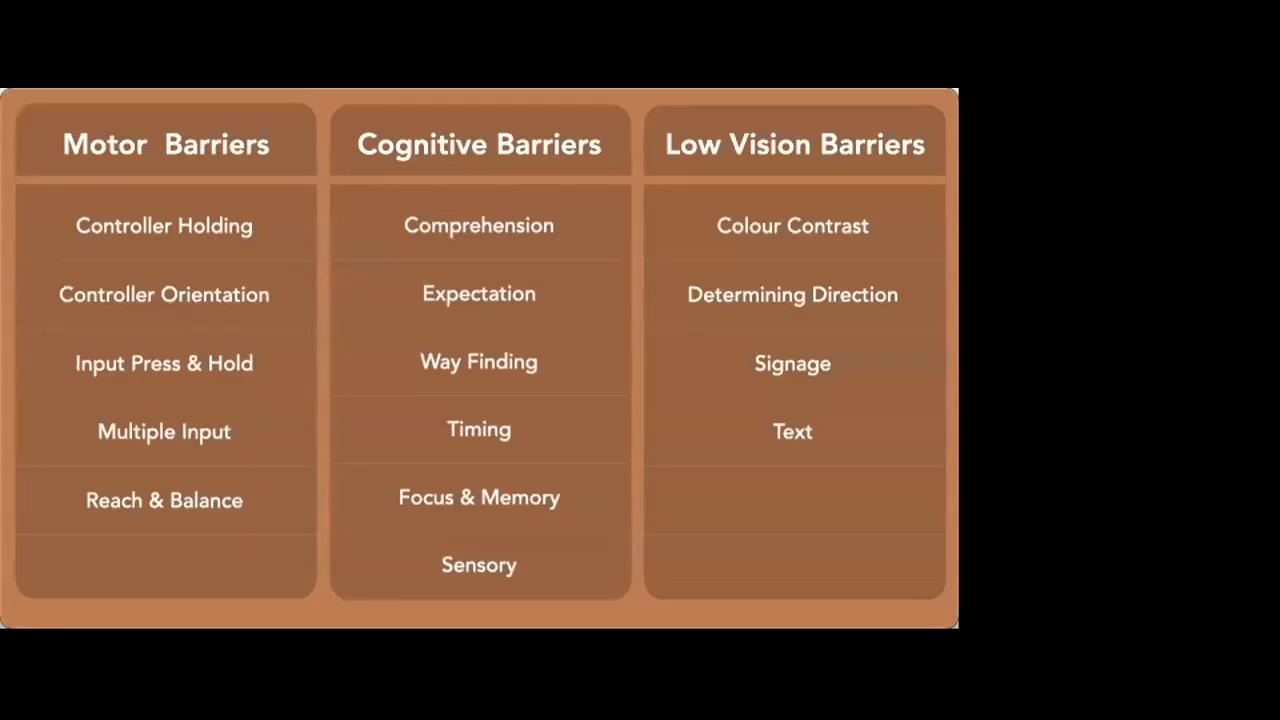 Motor Barriers
Controller Holding
Controller Orientation
Input Press & Hold
Multiple Input
Reach & Balance
Cognitive Barriers
Comprehension
Expectation
Way Finding
Timing
Focus & Memory
Sensory
Low Vision Barriers
Colour Contrast
Determining Direction
Signage
Text